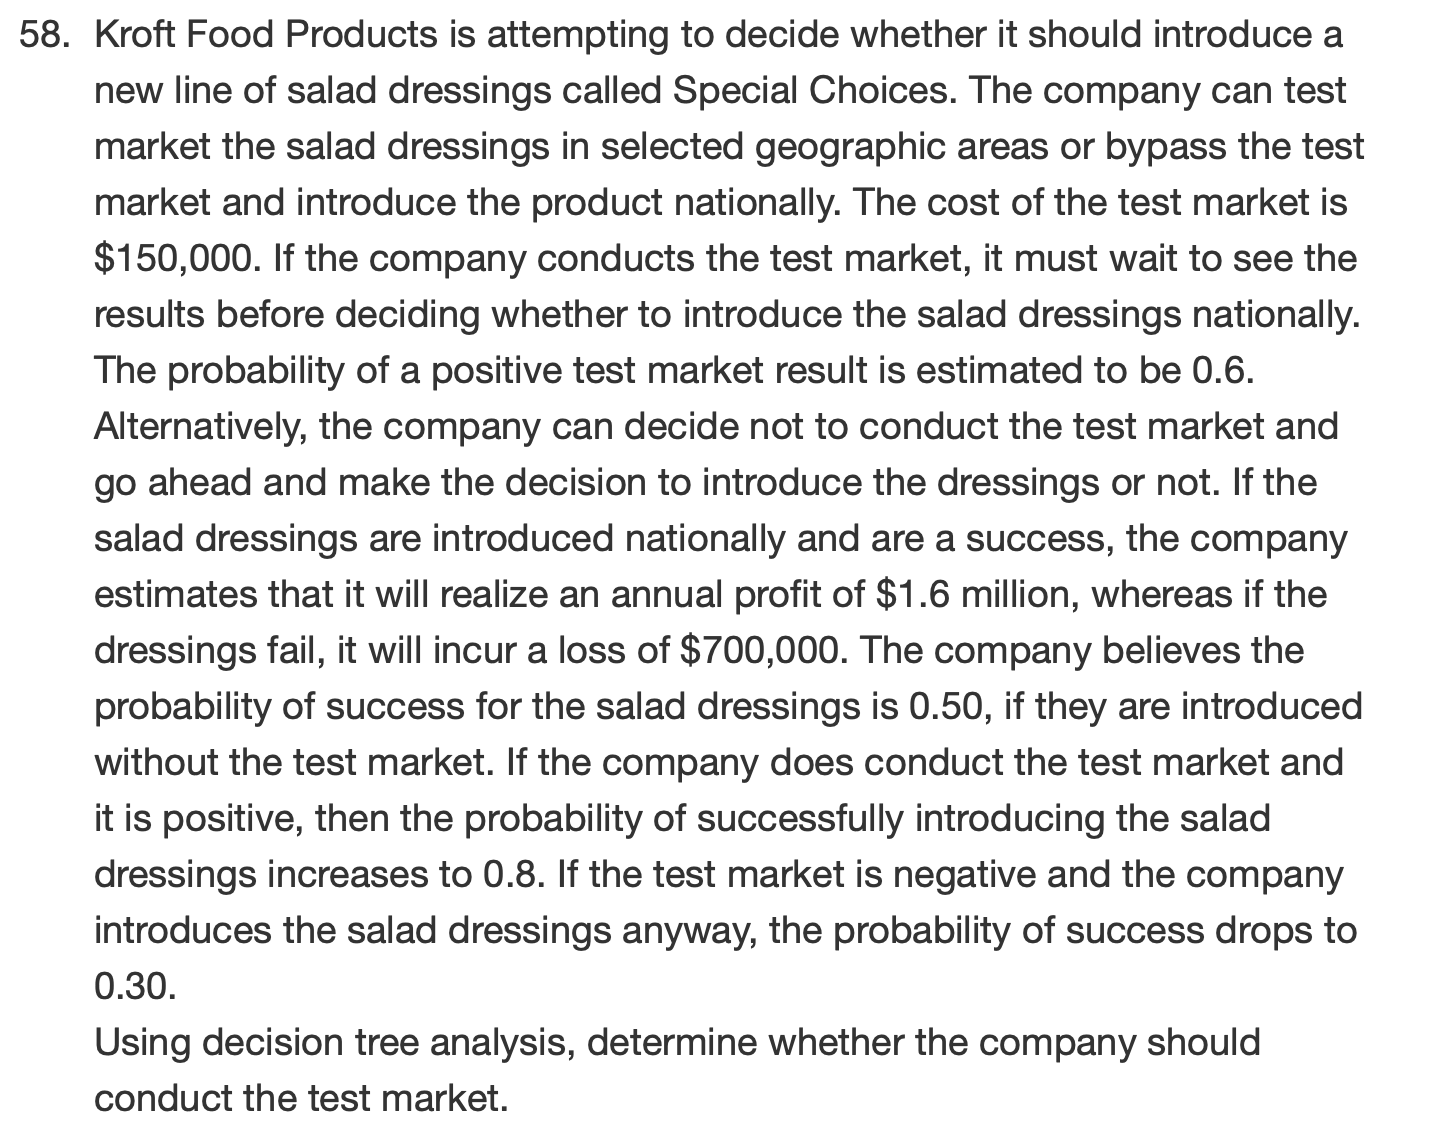 58. Kroft Food Products is attempting to decide whether it should introduce a
new line of salad dressings called Special Choices. The company can test
market the salad dressings in selected geographic areas or bypass the test
market and introduce the product nationally. The cost of the test market is
$150,000. If the company conducts the test market, it must wait to see the
results before deciding whether to introduce the salad dressings nationally.
The probability of a positive test market result is estimated to be 0.6.
Alternatively, the company can decide not to conduct the test market and
go ahead and make the decision to introduce the dressings or not. If the
salad dressings are introduced nationally and are a success, the company
estimates that it will realize an annual profit of $1.6 million, whereas if the
dressings fail, it will incur a loss of $700,000. The company believes the
probability of success for the salad dressings is 0.50, if they are introduced
without the test market. If the company does conduct the test market and
it is positive, then the probability of successfully introducing the salad
dressings increases to 0.8. If the test market is negative and the company
introduces the salad dressings anyway, the probability of success drops to
0.30.
Using decision tree analysis, determine whether the company should
conduct the test market.